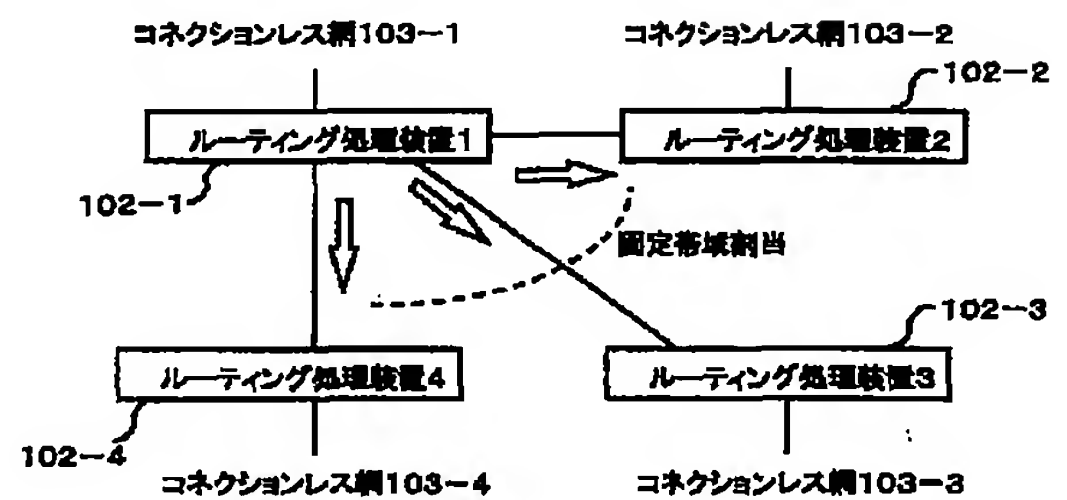 コネクションレス網103-1
コネクションレス網103-2
102-2
ルーティング処理装置1
ルーティング処理装置2
102-1
固定帯域割当
102-3
ルーティング処理装置4
ルーティング処理装置3
102-4
コネクションレス網103-4
コネクションレス網103-3